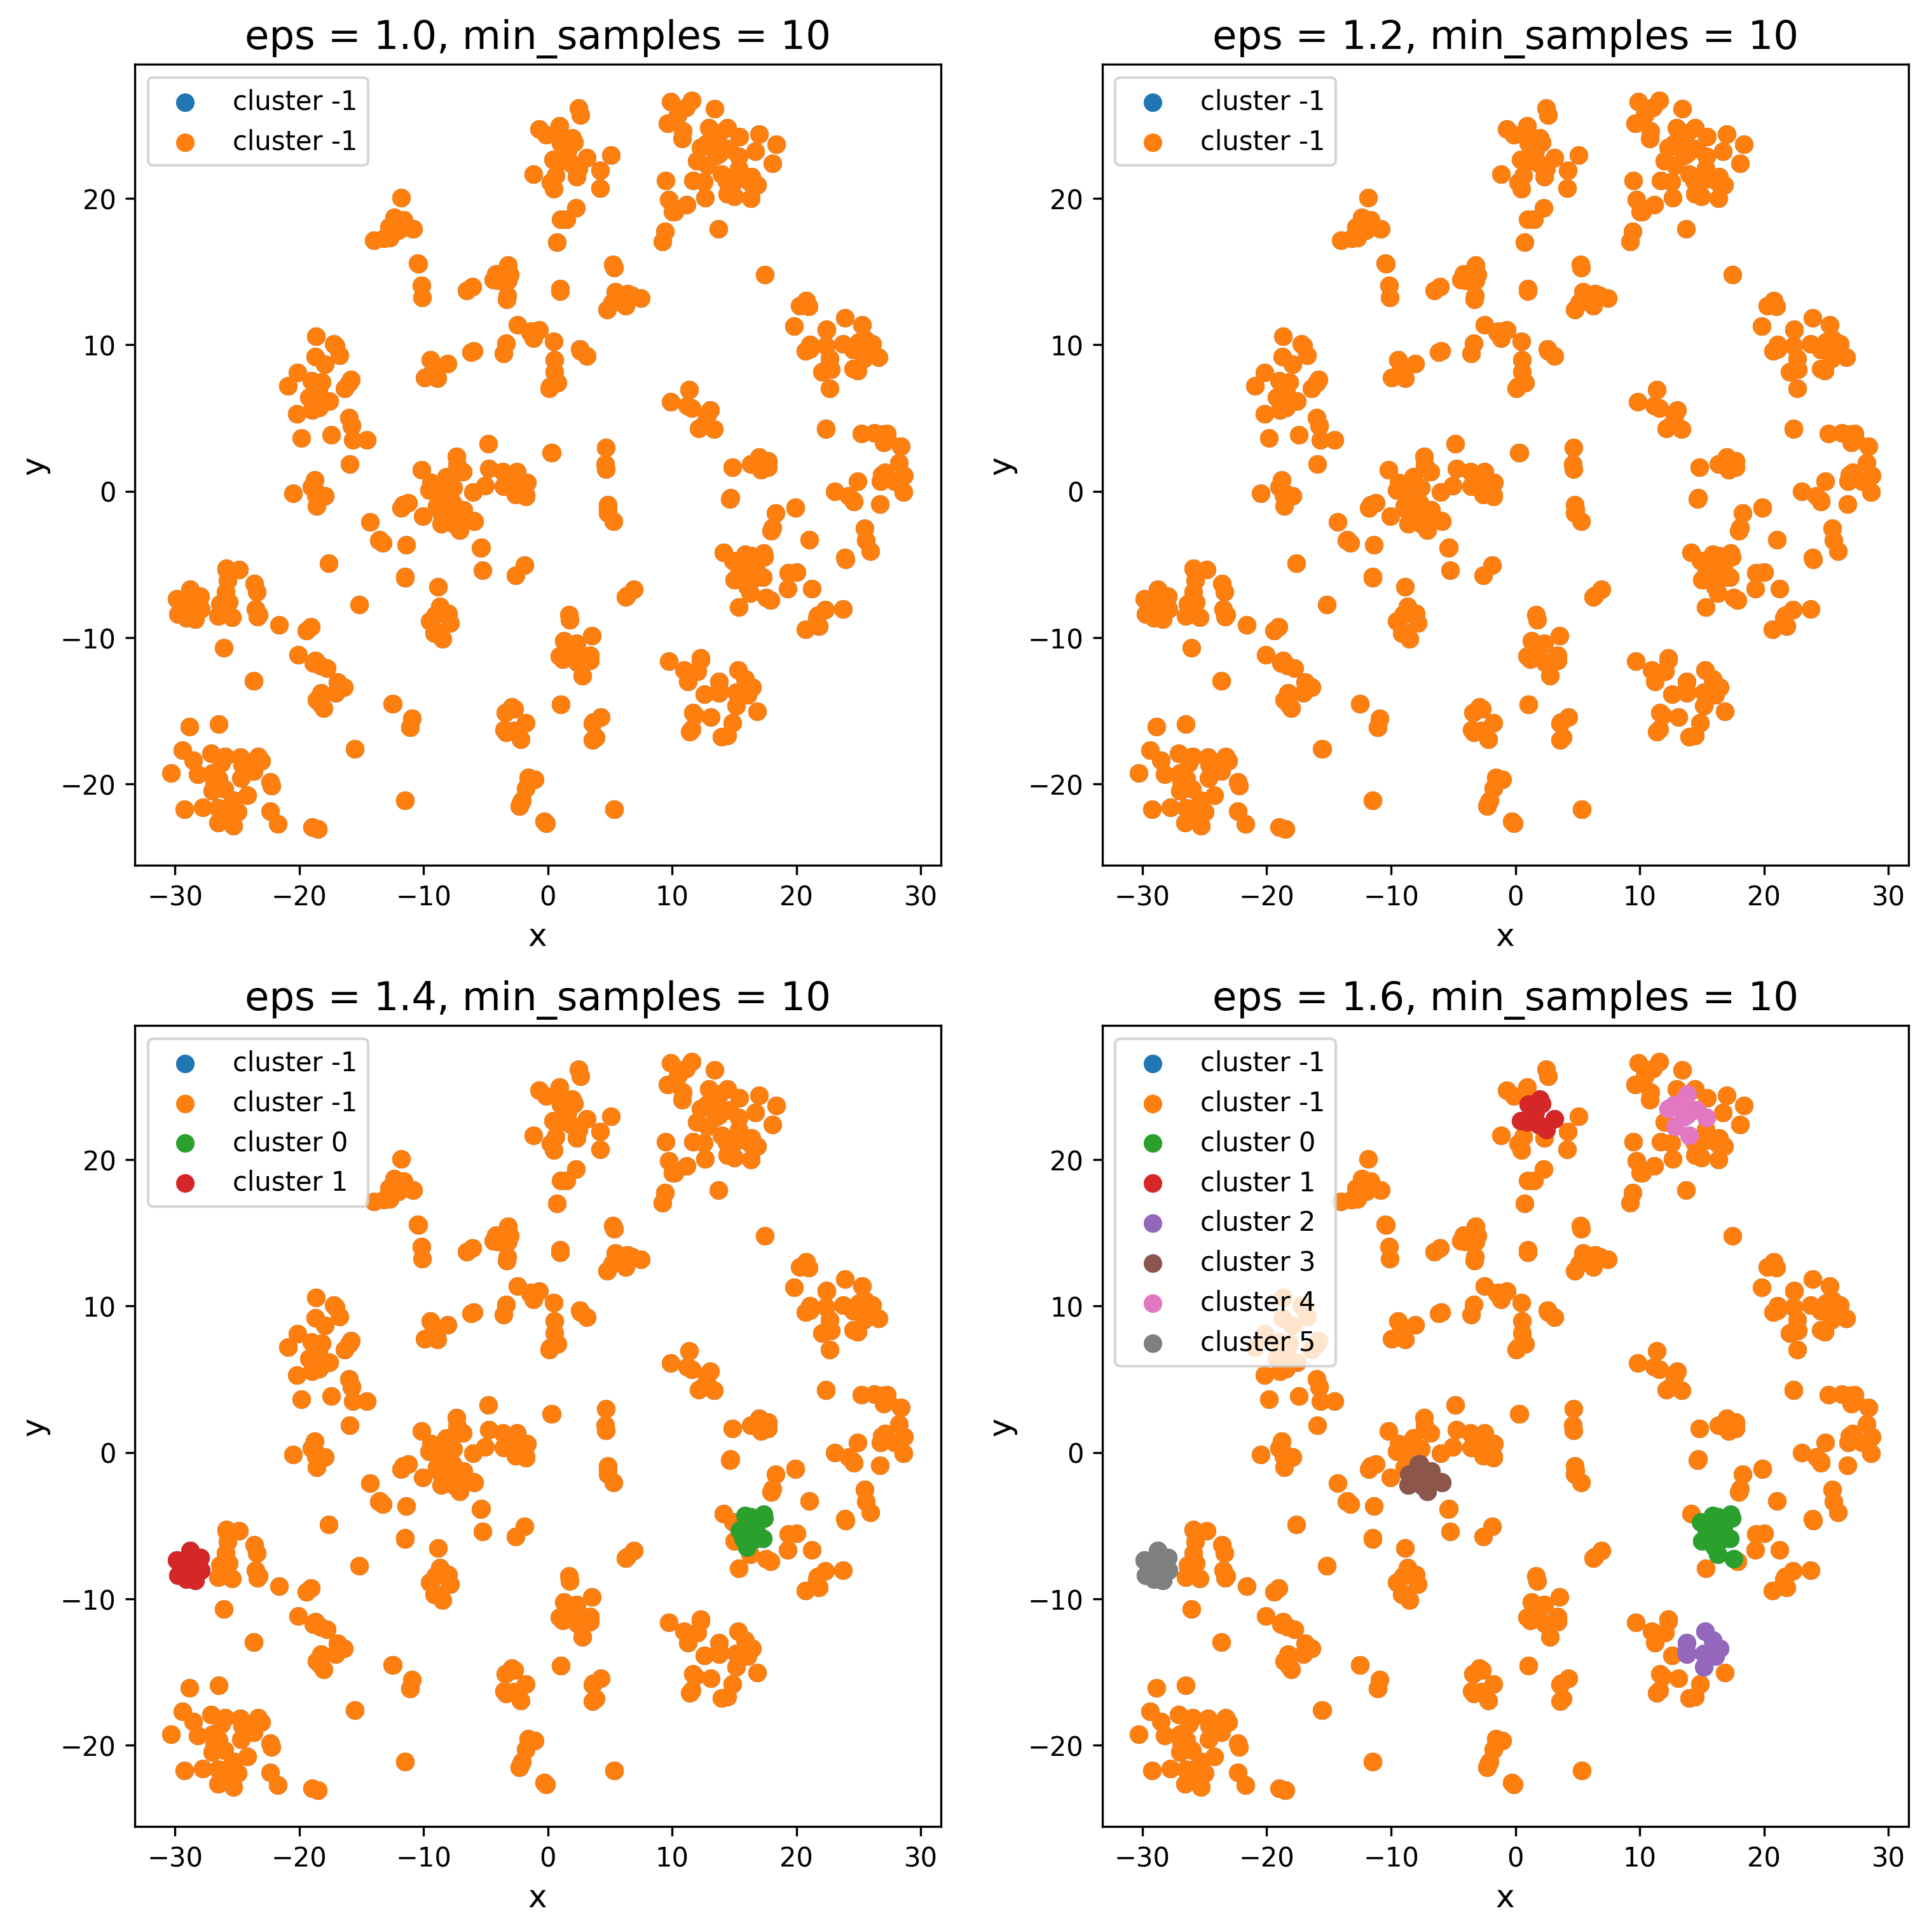 eps = 1.0, min_samples = 10
cluster -1
cluster -1
y
20
10
0
−10
−20
−30
−20
−10
0
10
20
30
x
eps = 1.2, min_samples = 10
cluster -1
cluster -1
y
20
10
0
−10
−20
−30
−20
−10
0
10
20
30
x
eps = 1.4, min_samples = 10
cluster -1
cluster -1
cluster 0
cluster 1
y
20
10
0
−10
−20
−30
−20
−10
0
10
20
30
x
eps = 1.6, min_samples = 10
cluster -1
cluster -1
cluster 0
cluster 1
cluster 2
cluster 3
cluster 4
cluster 5
y
20
10
0
−10
−20
−30
−20
−10
0
10
20
30
x